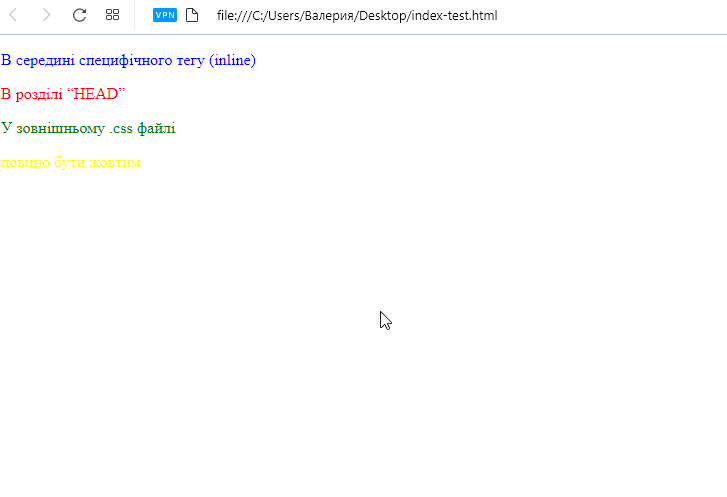 VPN file:///C:/Users/Валерия/Desktop/index-test.html
В середині специфічного тегу (inline)
В розділі “HEAD”
У зовнішньому .css файлі
повино бути жовтим